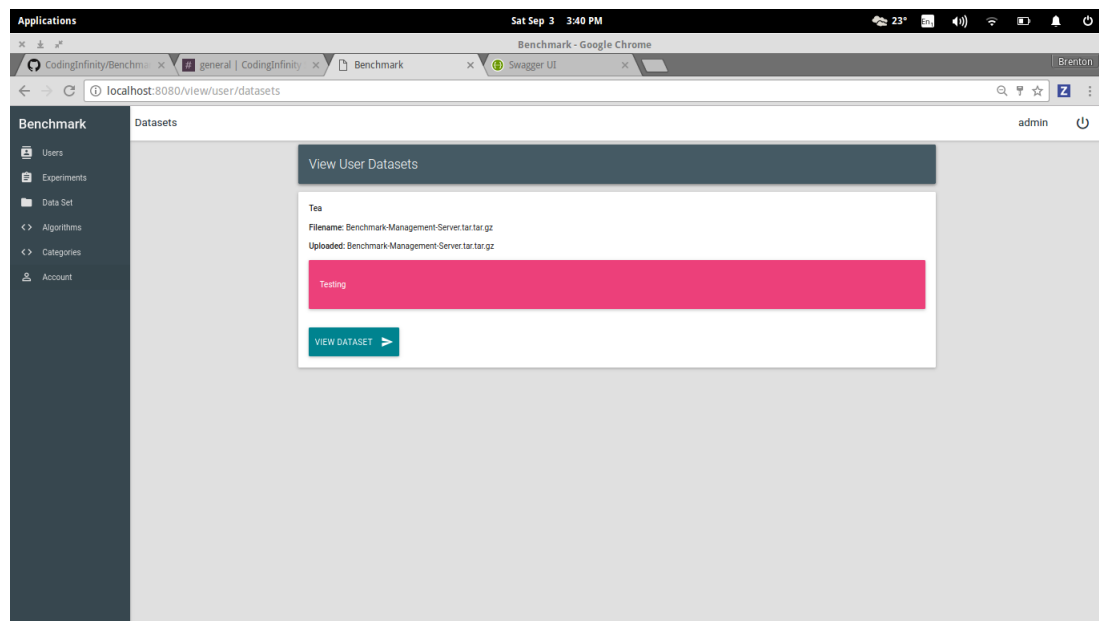 Applications Sat Sep 3 3:40 PM 23° En₁
Benchmark - Google Chrome
CodingInfinity/Benchma general | CodingInfinity Benchmark Swagger UI Brenton
localhost:8080/view/user/datasets Z
Benchmark Datasets admin
View User Datasets
Users
Experiments
Data Set
Algorithms
Categories
Account
Tea
Filename: Benchmark-Management-Server.tar.tar.gz
Uploaded: Benchmark-Management-Server.tar.tar.gz
Testing
VIEW DATASET